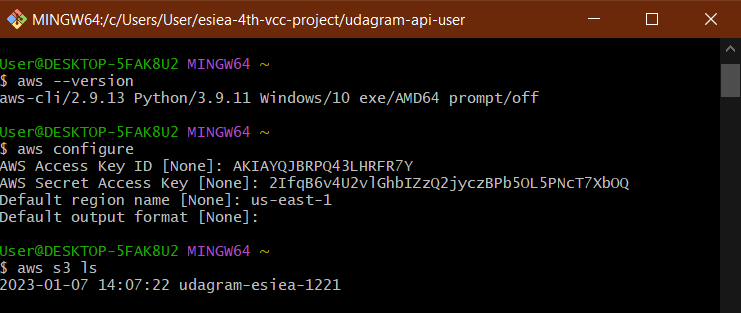 MINGW64:/c/Users/User/esiea-4th-vcc-project/udagram-api-user
User@DESKTOP-5FAK8U2 MINGW64 ~
$ aws --version
aws-cli/2.9.13 Python/3.9.11 Windows/10 exe/AMD64 prompt/off
User@DESKTOP-5FAK8U2 MINGW64 ~
$ aws configure
AWS Access Key ID [None]: AKIAYQJBRPQ43LHRFR7Y
AWS Secret Access Key [None]: 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
Default region name [None]: us-east-1
Default output format [None]:
User@DESKTOP-5FAK8U2 MINGW64 ~
$ aws s3 ls
2023-01-07 14:07:22 udagram-esiea-1221